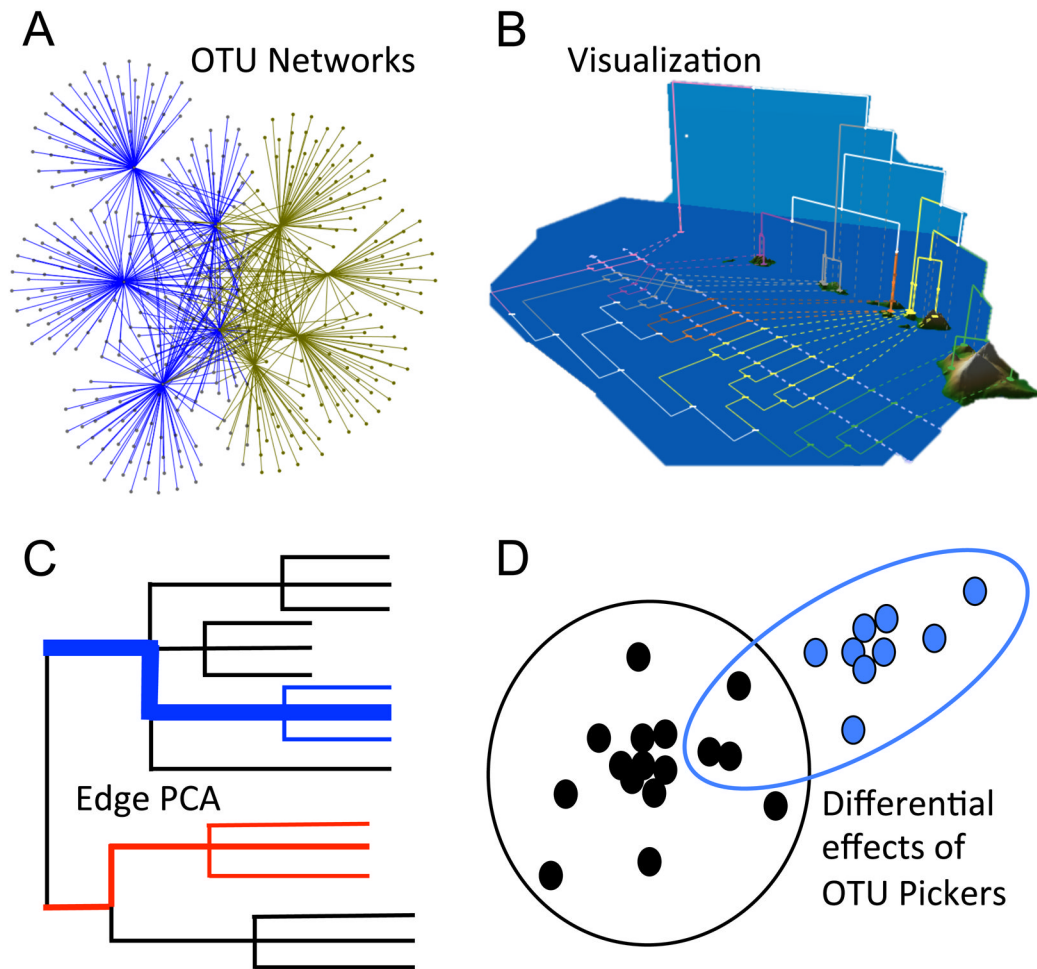 A
OTU Networks
B
Visualization
C
Edge PCA
D
Differential
effects of
OTU Pickers